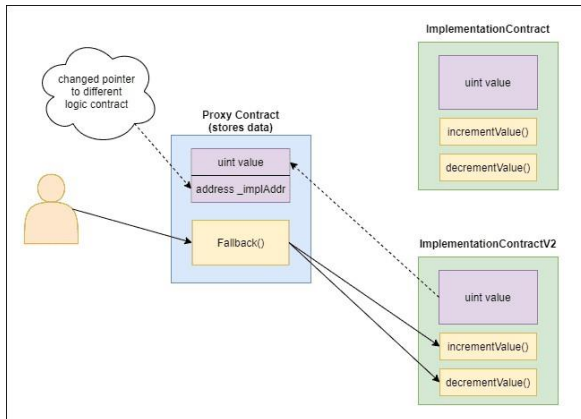 changed pointer
to different
logic contract
Proxy Contract
(stores data)
uint value
address _implAddr
Fallback()
ImplementationContract
uint value
incrementValue()
decrementValue()
ImplementationContractV2
uint value
incrementValue()
decrementValue()